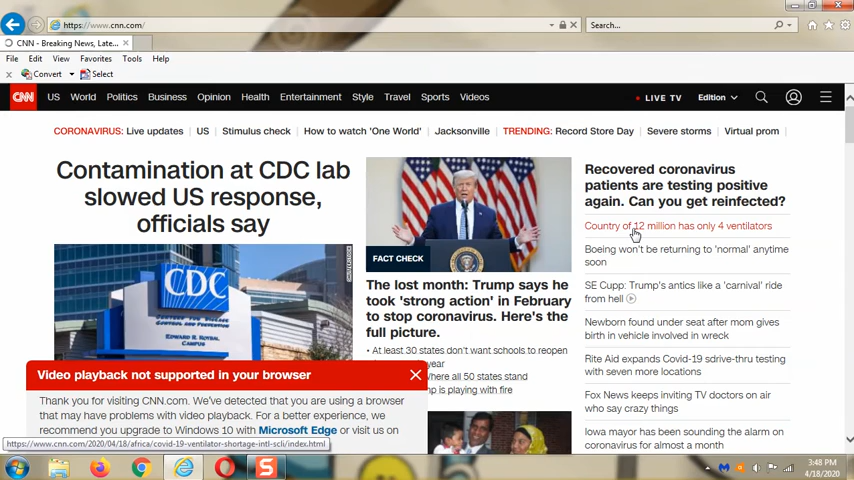 https://www.cnn.com/
Search...
CNN - Breaking News, Late...
File Edit View Favorites Tools Help
Convert Select
CNN US World Politics Business Opinion Health Entertainment Style Travel Sports Videos LIVE TV Edition
CORONAVIRUS: Live updates US Stimulus check How to watch 'One World' Jacksonville TRENDING: Record Store Day Severe storms Virtual prom
Contamination at CDC lab
slowed US response,
officials say
CDC
CENTERS FOR DISEASE
CONTROL AND PREVENTION
EDWARD R. ROYBAL
CAMPUS
FACT CHECK
The lost month: Trump says he
took 'strong action' in February
to stop coronavirus. Here's the
full picture.
• At least 30 states don't want schools to reopen
year
here all 50 states stand
mp is playing with fire
Recovered coronavirus
patients are testing positive
again. Can you get reinfected?
Country of 12 million has only 4 ventilators
Boeing won't be returning to 'normal' anytime
soon
SE Cupp: Trump's antics like a 'carnival' ride
from hell
Newborn found under seat after mom gives
birth in vehicle involved in wreck
Rite Aid expands Covid-19 sdrive-thru testing
with seven more locations
Fox News keeps inviting TV doctors on air
who say crazy things
Iowa mayor has been sounding the alarm on
coronavirus for almost a month
Video playback not supported in your browser
Thank you for visiting CNN.com. We've detected that you are using a browser
that may have problems with video playback. For a better experience, we
recommend you upgrade to Windows 10 with Microsoft Edge or visit us on
https://www.cnn.com/2020/04/18/africa/covid-19-ventilator-shortage-intl-scli/index.html
3:48 PM
4/18/2020